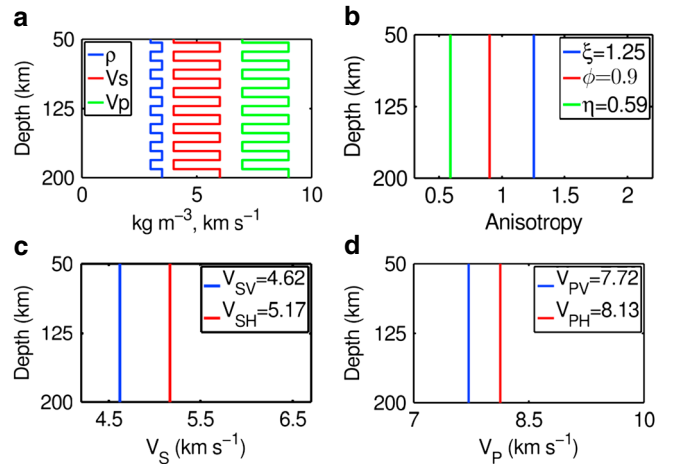 a
50
125
200
Depth (km)
ρ
Vs
Vp
0
5
10
kg m⁻³, km s⁻¹
b
50
125
200
Depth (km)
ξ=1.25
ϕ=0.9
η=0.59
0.5
1
1.5
2
Anisotropy
c
50
125
200
Depth (km)
V_SV=4.62
V_SH=5.17
4.5
5.5
6.5
V_S (km s⁻¹)
d
50
125
200
Depth (km)
V_PV=7.72
V_PH=8.13
7
8.5
10
V_P (km s⁻¹)